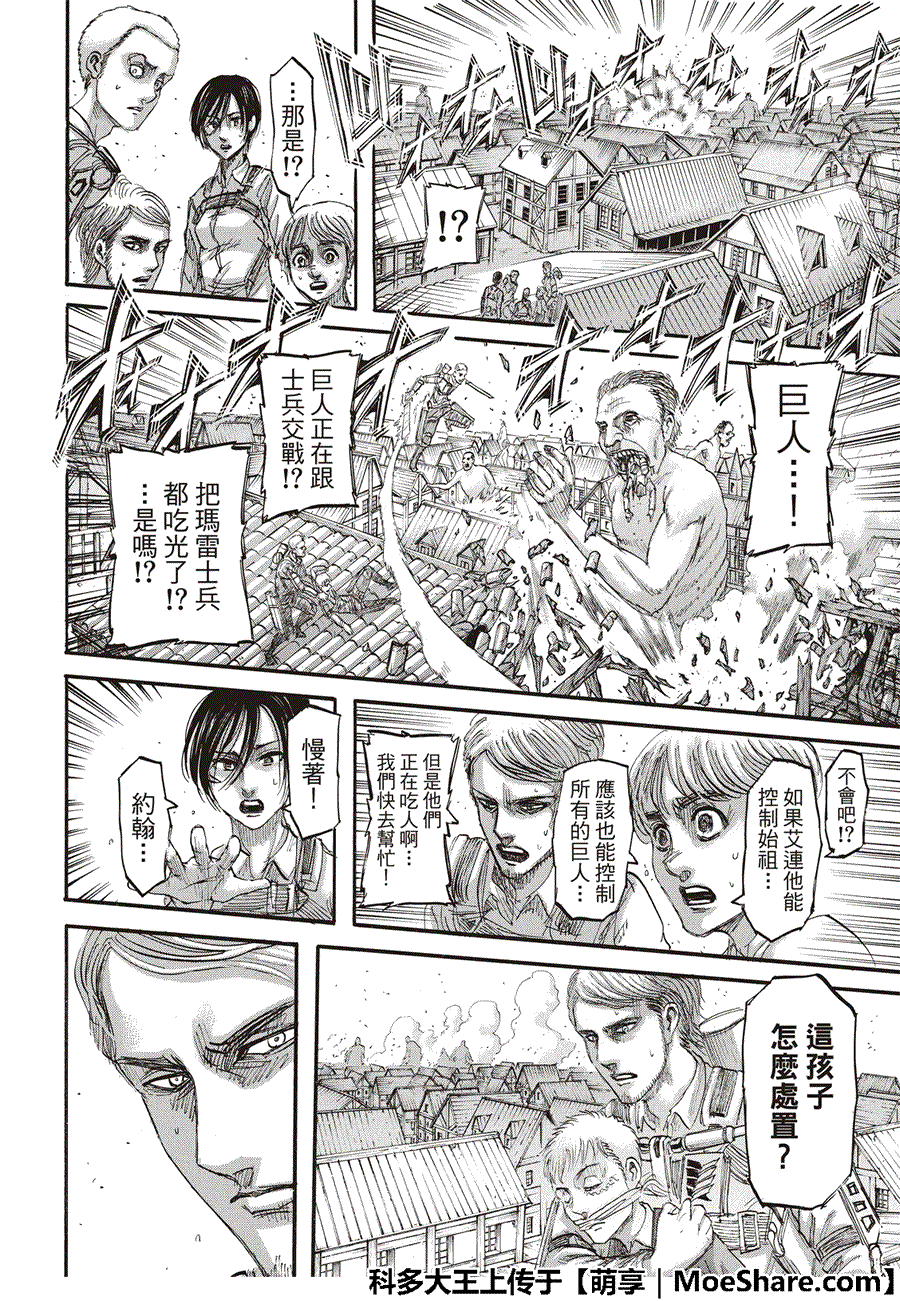 !?
…那是!?
巨人…!
巨人正在跟
士兵交戰!?
把瑪雷士兵
都吃光了!?
…是嗎!?
不會吧!?
如果艾連他能
控制始祖…
應該也能控制
所有的巨人…
但是他們
正在吃人啊…
我們快去幫忙!
慢著!
約翰…
這孩子
怎麼處置?
科多大王上传于【萌享｜MoeShare.com】